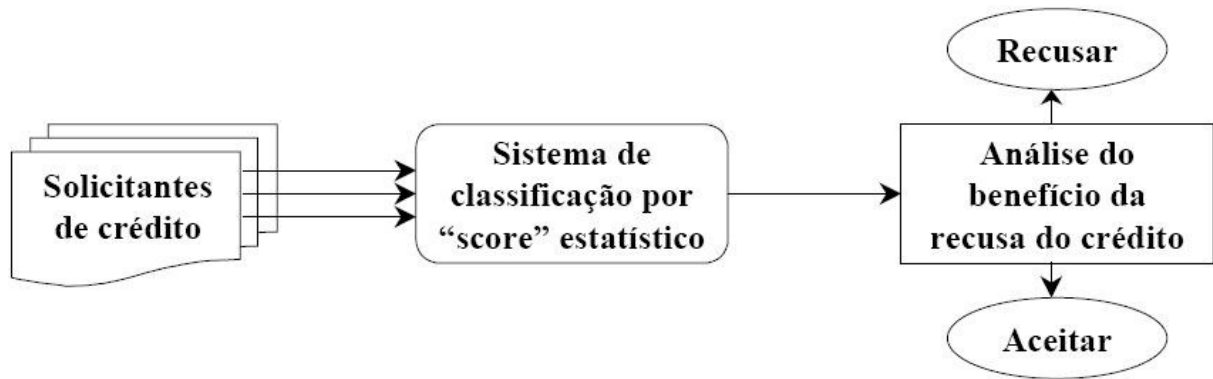 Solicitantes
de crédito
Sistema de
classificação por
“score” estatístico
Recusar
Análise do
benefício da
recusa do crédito
Aceitar